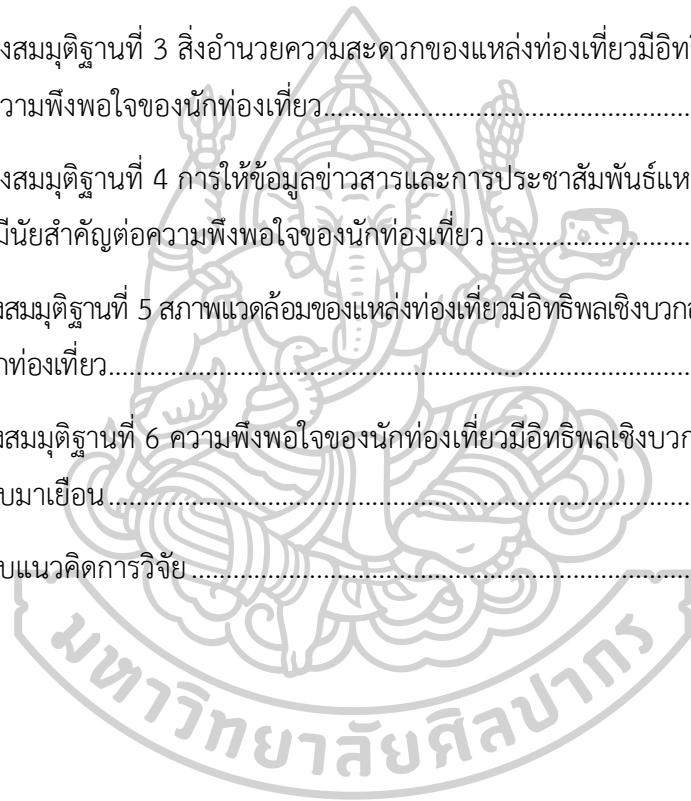 งสมมุติฐานที่ 3 สิ่งอำนวยความสะดวกของแหล่งท่องเที่ยวมีอิท
ความพึงพอใจของนักท่องเที่ยว................................................................
งสมมุติฐานที่ 4 การให้ข้อมูลข่าวสารและการประชาสัมพันธ์แห
มีนัยสำคัญต่อความพึงพอใจของนักท่องเที่ยว ....................................
งสมมุติฐานที่ 5 สภาพแวดล้อมของแหล่งท่องเที่ยวมีอิทธิพลเชิงบวกอ
กท่องเที่ยว..........................................................................................
งสมมุติฐานที่ 6 ความพึงพอใจของนักท่องเที่ยวมีอิทธิพลเชิงบวก
บมาเยือน ..........................................................................................
บแนวคิดการวิจัย ................................................................................
มหาวิทยาลัยศิลปากร